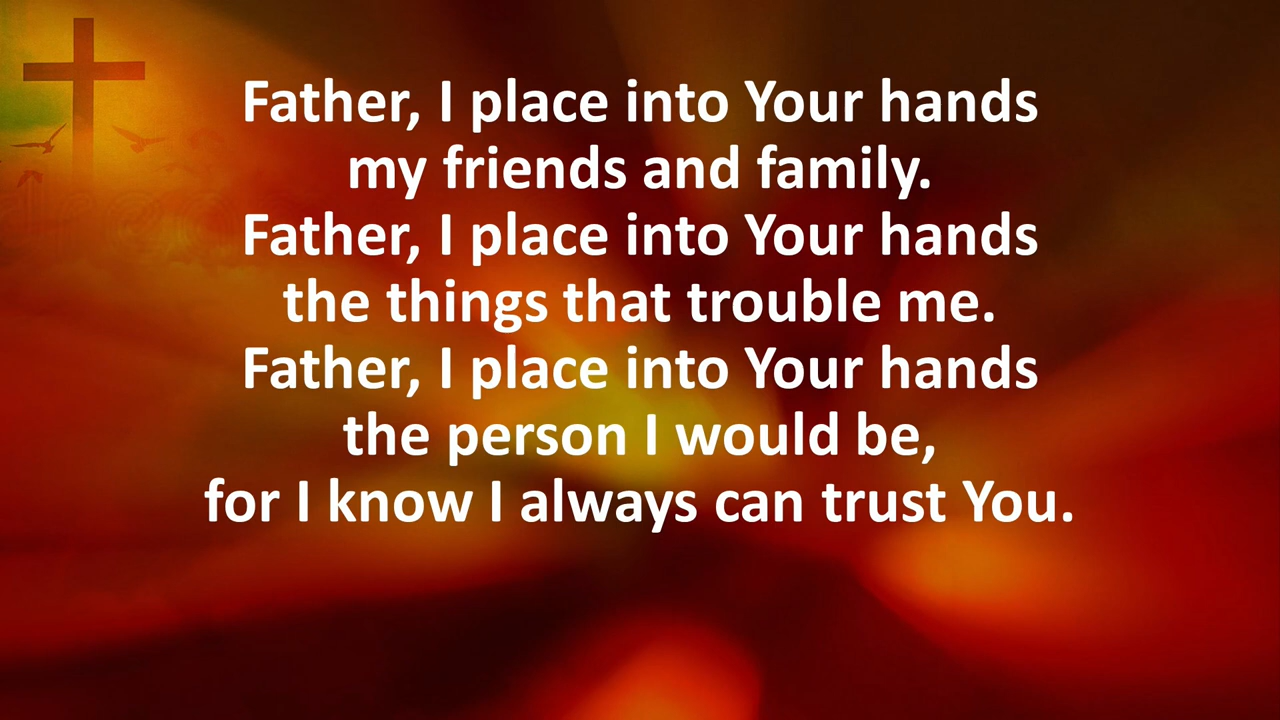 Father, I place into Your hands
my friends and family.
Father, I place into Your hands
the things that trouble me.
Father, I place into Your hands
the person I would be,
for I know I always can trust You.